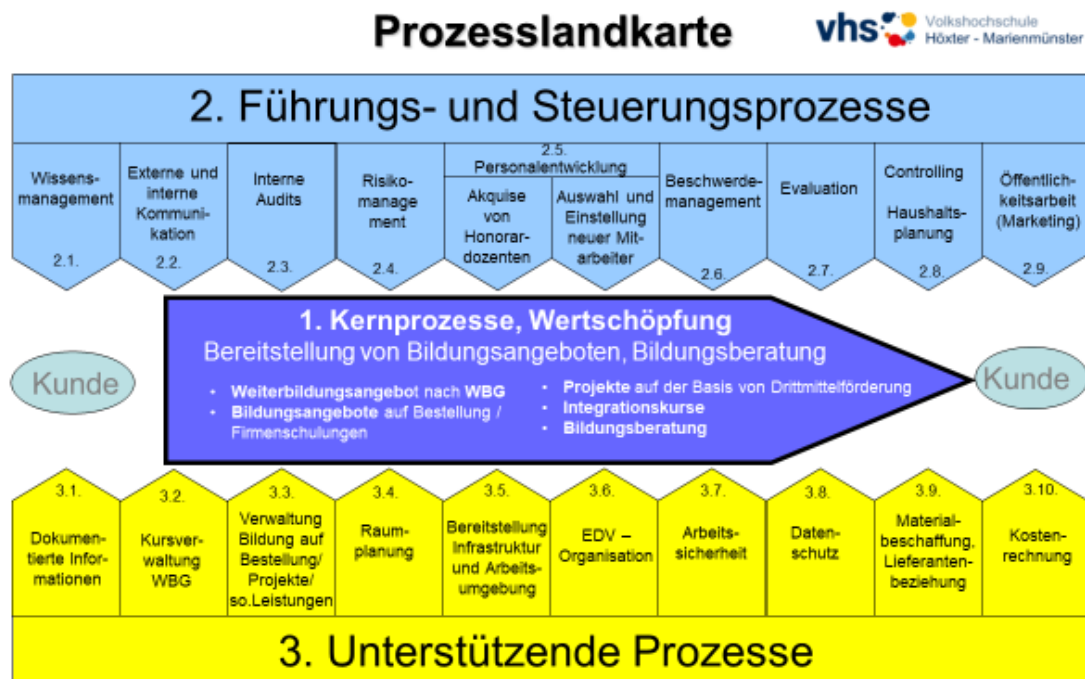 Prozesslandkarte
vhs
Volkshochschule
Höxter - Marienmünster
2. Führungs- und Steuerungsprozesse
Wissens-
management
2.1.
Externe und
interne
Kommuni-
kation
2.2.
Interne
Audits
2.3.
Risiko-
manage
ment
2.4.
2.5.
Personalentwicklung
Akquise
von
Honorar-
dozenten
Auswahl und
Einstellung
neuer Mit-
arbeiter
Beschwerde-
management
2.6.
Evaluation
2.7.
Controlling
Haushalts-
planung
2.8.
Öffentlich-
keitsarbeit
(Marketing)
2.9.
Kunde
1. Kernprozesse, Wertschöpfung
Bereitstellung von Bildungsangeboten, Bildungsberatung
• Weiterbildungsangebot nach WBG
• Bildungsangebote auf Bestellung /
Firmenschulungen
• Projekte auf der Basis von Drittmittelförderung
• Integrationskurse
• Bildungsberatung
Kunde
3.1.
Dokumen-
tierte Infor-
mationen
3.2.
Kursver-
waltung
WBG
3.3.
Verwaltung
Bildung auf
Bestellung/
Projekte/
so.Leistungen
3.4.
Raum-
planung
3.5.
Bereitstellung
Infrastruktur
und Arbeits-
umgebung
3.6.
EDV –
Organisation
3.7.
Arbeits-
sicherheit
3.8.
Daten-
schutz
3.9.
Material-
beschaffung,
Lieferanten-
beziehung
3.10.
Kosten-
rechnung
3. Unterstützende Prozesse